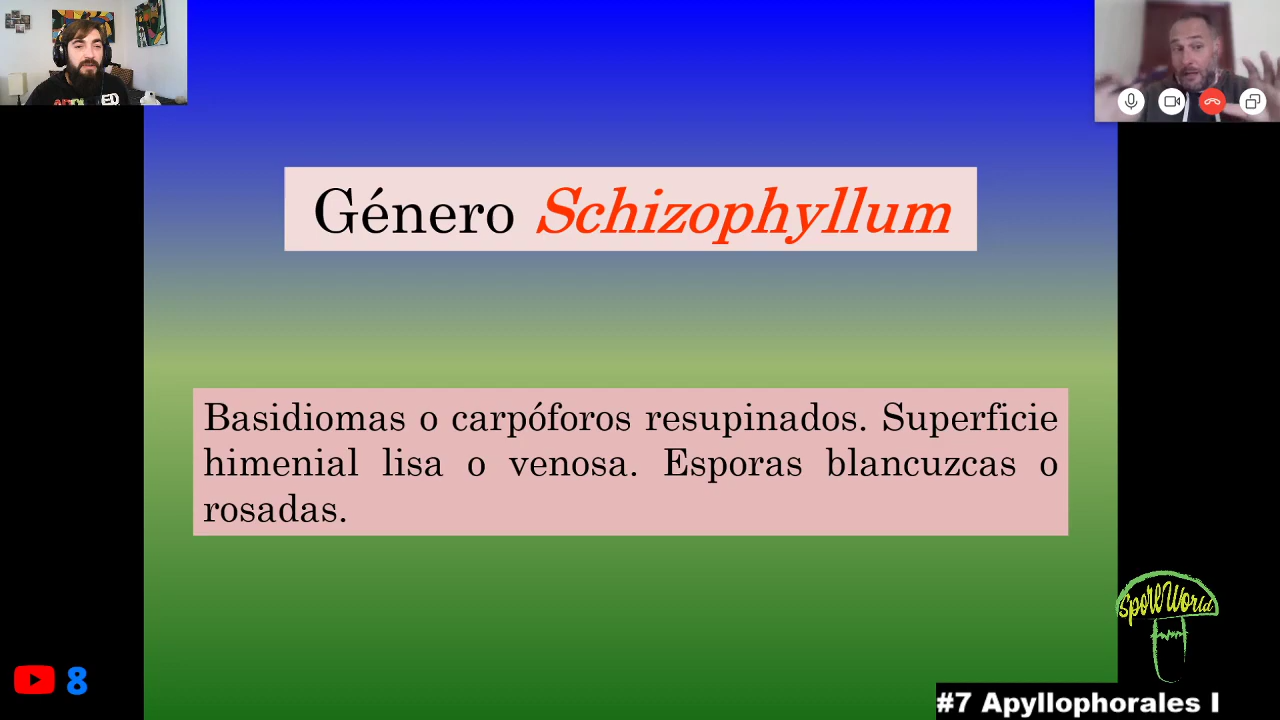 Género Schizophyllum
Basidiomas o carpóforos resupinados. Superficie
himenial lisa o venosa. Esporas blancuzcas o
rosadas.
SporeWorld
8
#7 Apyllophorales I